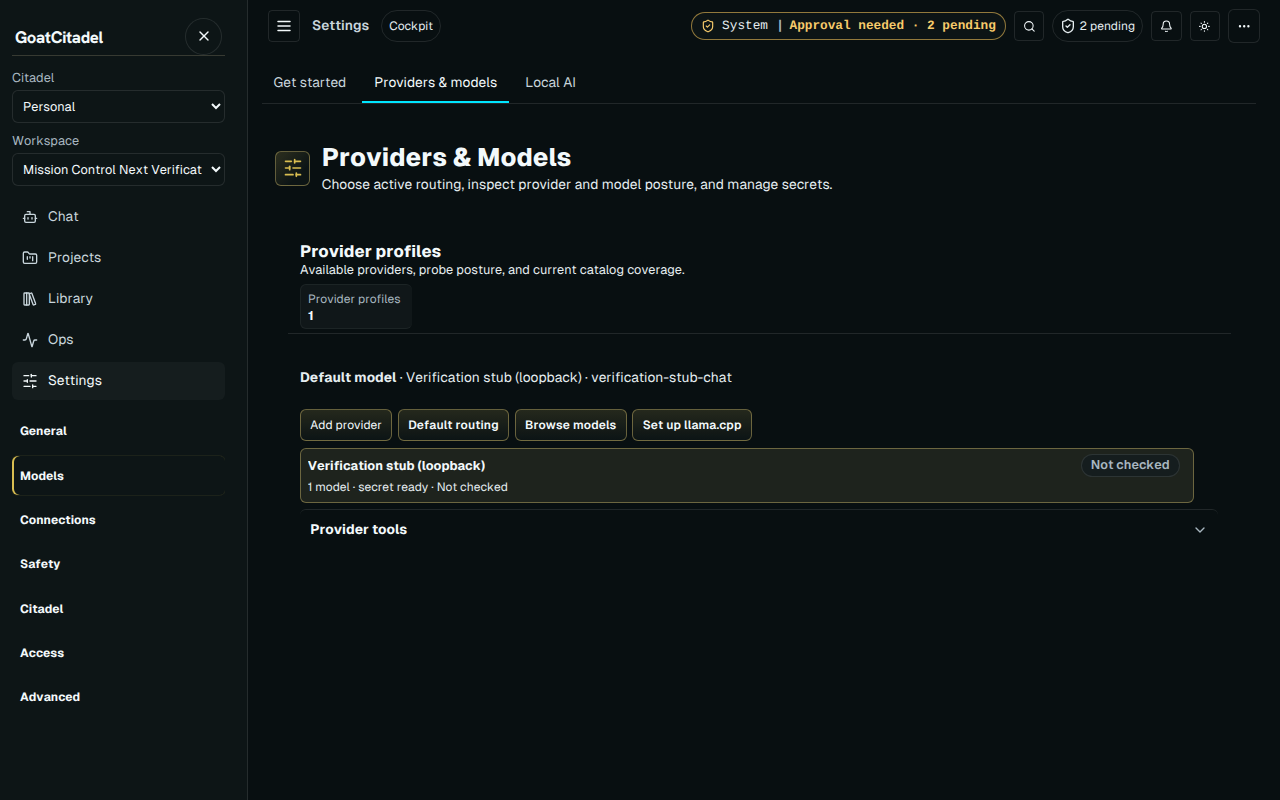 GoatCitadel
Citadel
Personal
Workspace
Mission Control Next Verificat
Chat
Projects
Library
Ops
Settings
General
Models
Connections
Safety
Citadel
Access
Advanced
Settings
Cockpit
System | Approval needed · 2 pending
2 pending
Get started
Providers & models
Local AI
Providers & Models
Choose active routing, inspect provider and model posture, and manage secrets.
Provider profiles
Available providers, probe posture, and current catalog coverage.
Provider profiles
1
Default model · Verification stub (loopback) · verification-stub-chat
Add provider
Default routing
Browse models
Set up llama.cpp
Verification stub (loopback)
Not checked
1 model · secret ready · Not checked
Provider tools